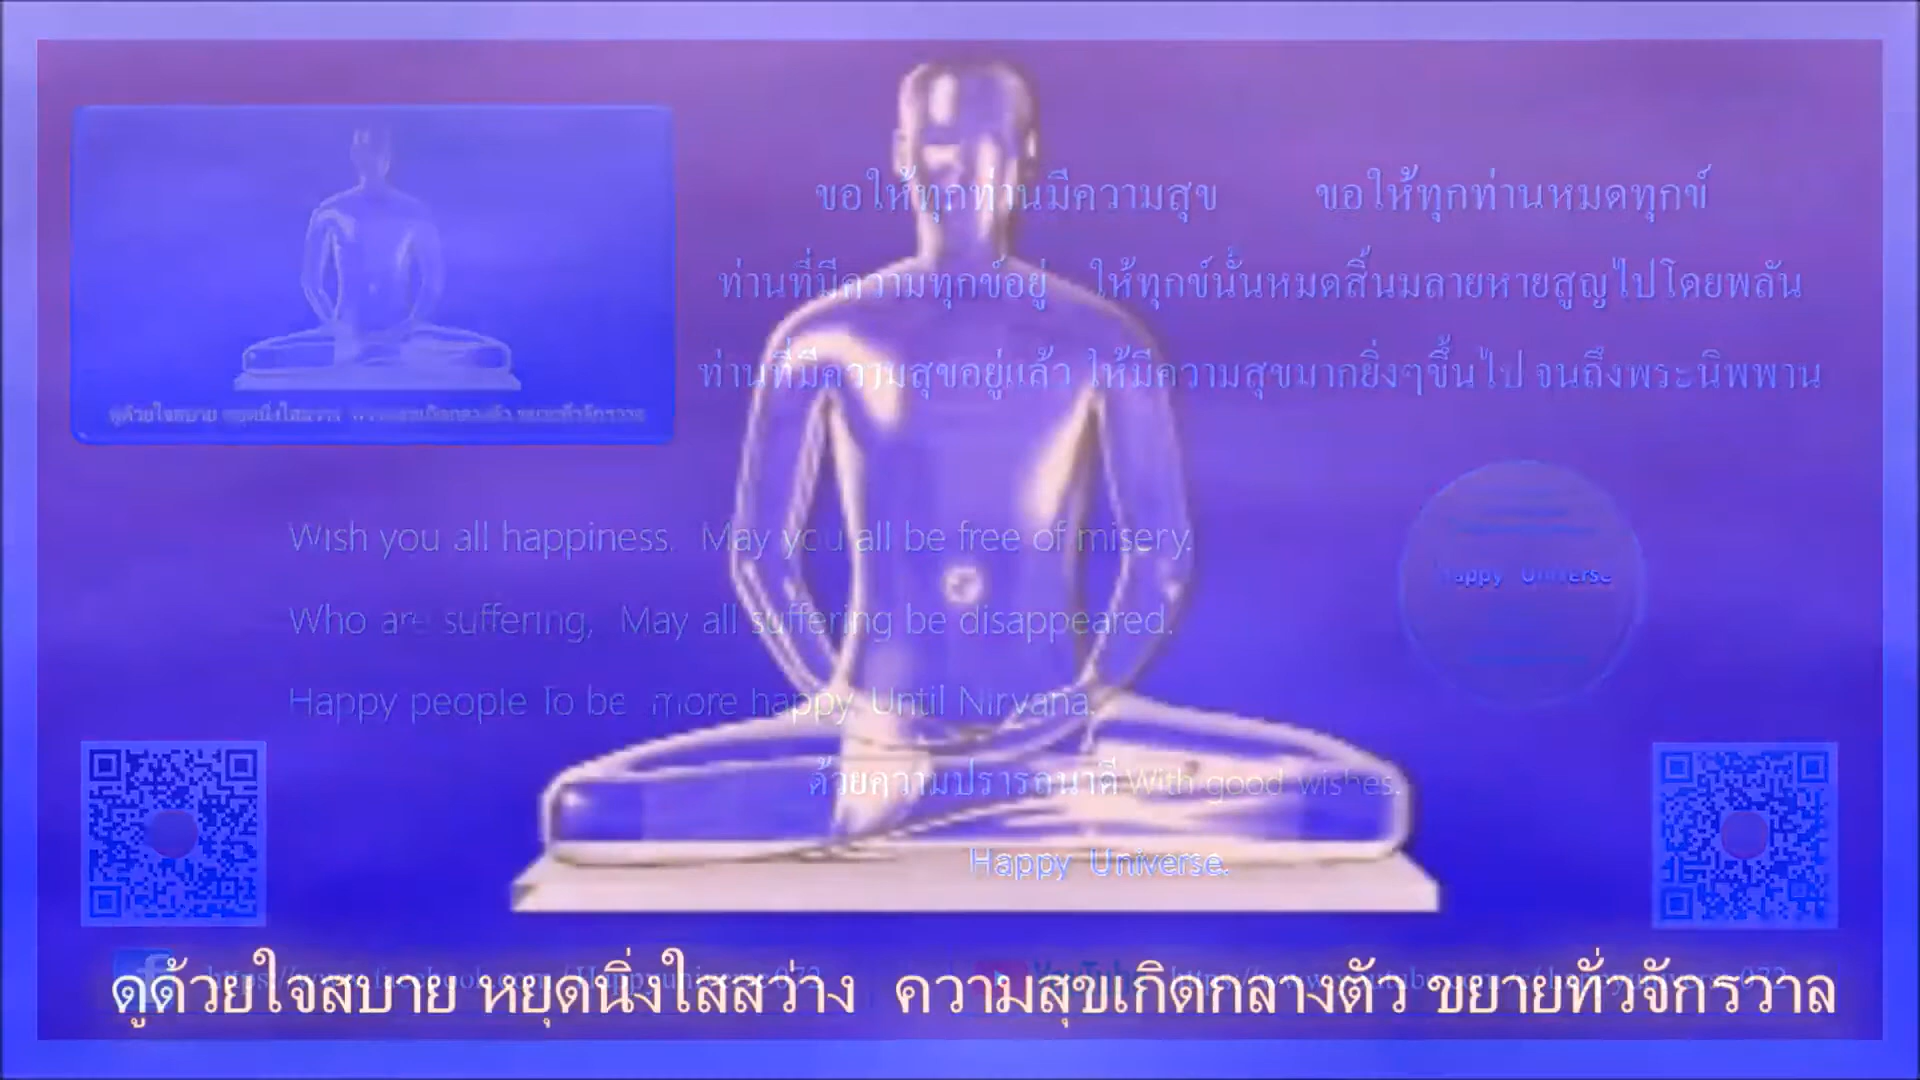 ขอให้ทุกท่านมีความสุข ขอให้ทุกท่านหมดทุกข์
ท่านที่มีความทุกข์อยู่ ให้ทุกข์นั้นหมดสิ้นมลายหายสูญไปโดยพลัน
ท่านที่มีความสุขอยู่แล้ว ให้มีความสุขมากยิ่งๆขึ้นไป จนถึงพระนิพพาน
Wish you all happiness. May you all be free of misery.
Who are suffering, May all suffering be disappeared.
Happy Universe
Happy people To be more happy Until Nirvana.
ด้วยความปรารถนาดี With good wishes.
Happy Universe.
ดูด้วยใจสบาย หยุดนิ่งใสสว่าง ความสุขเกิดกลางตัว ขยายทั่วจักรวาล